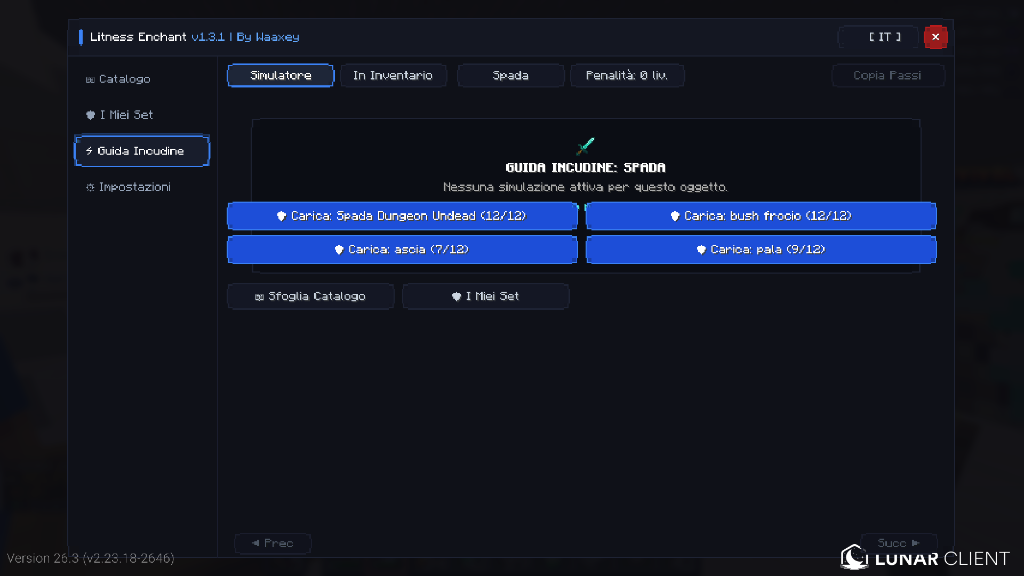 Litness Enchant v1.3.1 | By Waaxey
[ IT ]
Catalogo
I Miei Set
Guida Incudine
Impostazioni
Simulatore
In Inventario
Spada
Penalità: 0 liv.
Copia Passi
GUIDA INCUDINE: SPADA
Nessuna simulazione attiva per questo oggetto.
Carica: Spada Dungeon Undead (12/12)
Carica: bush frocio (12/12)
Carica: ascia (7/12)
Carica: pala (9/12)
Sfoglia Catalogo
I Miei Set
◄ Prec
Succ ►
Version 26.3 (v2.23.18-2646)
LUNAR CLIENT